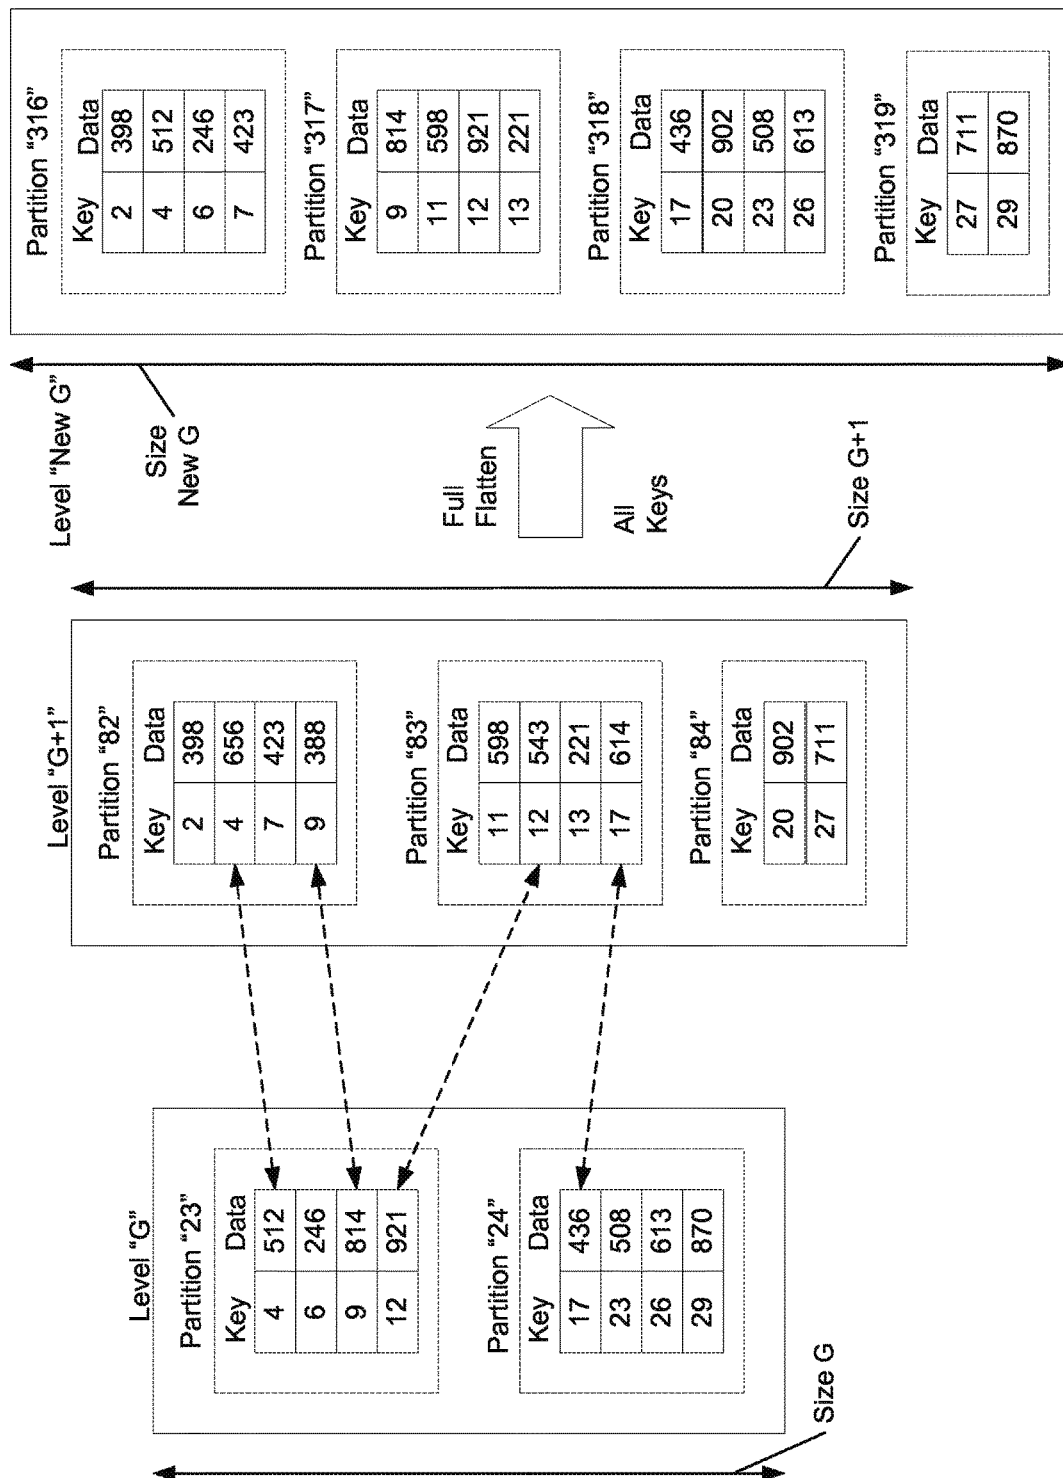 Level “G”
Partition “23”
Key Data
4 512
6 246
9 814
12 921
Partition “24”
Key Data
17 436
23 508
26 613
29 870
Size G
Level “G+1”
Partition “82”
Key Data
2 398
4 656
7 423
9 388
Partition “83”
Key Data
11 598
12 543
13 221
17 614
Partition “84”
Key Data
20 902
27 711
Size G+1
Full
Flatten
All
Keys
Level “New G”
Size
New G
Partition “316”
Key Data
2 398
4 512
6 246
7 423
Partition “317”
Key Data
9 814
11 598
12 921
13 221
Partition “318”
Key Data
17 436
20 902
23 508
26 613
Partition “319”
Key Data
27 711
29 870